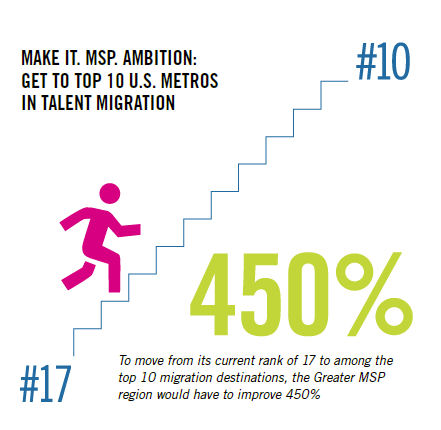 MAKE IT. MSP. AMBITION:
GET TO TOP 10 U.S. METROS
IN TALENT MIGRATION
#10
450%
#17
To move from its current rank of 17 to among the
top 10 migration destinations, the Greater MSP
region would have to improve 450%